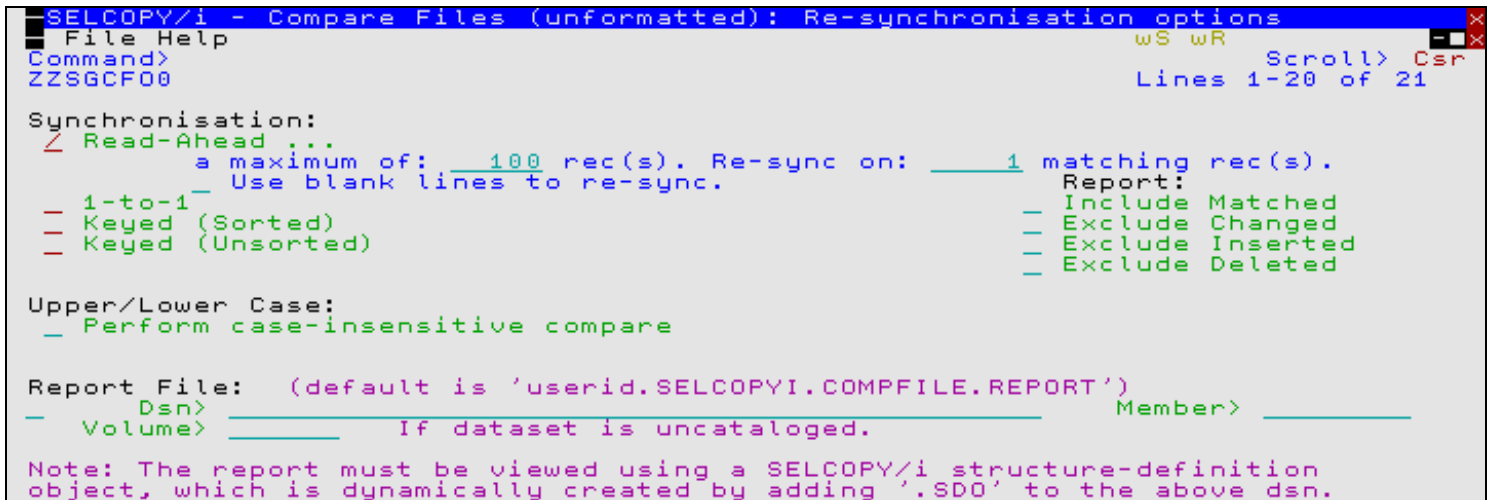 SELCOPY/i - Compare Files (unformatted): Re-synchronisation options
File Help wS wR
Command> Scroll> Csr
ZZSGCFO0 Lines 1-20 of 21
Synchronisation:
/ Read-Ahead ...
a maximum of: 100 rec(s). Re-sync on: 1 matching rec(s).
_ Use blank lines to re-sync. Report:
_ 1-to-1 _ Include Matched
_ Keyed (Sorted) _ Exclude Changed
_ Keyed (Unsorted) _ Exclude Inserted
_ Exclude Deleted
Upper/Lower Case:
_ Perform case-insensitive compare
Report File: (default is 'userid.SELCOPYI.COMPFILE.REPORT')
_ Dsn> Member>
Volume> If dataset is uncataloged.
Note: The report must be viewed using a SELCOPY/i structure-definition
object, which is dynamically created by adding '.SDO' to the above dsn.